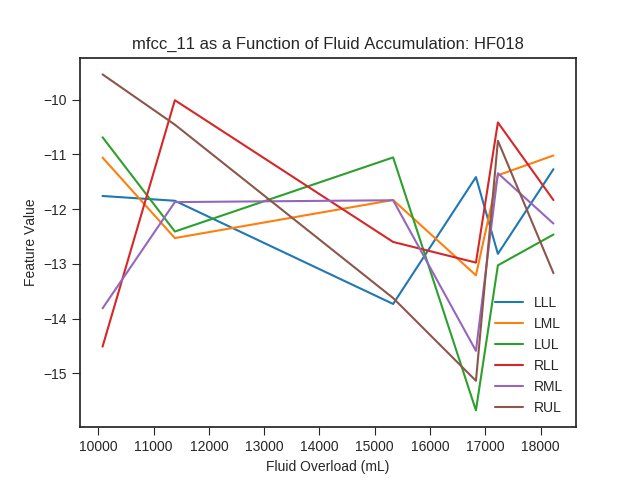 mfcc_11 as a Function of Fluid Accumulation: HF018
Feature Value
−10
−11
−12
−13
−14
−15
LLL
LML
LUL
RLL
RML
RUL
10000 11000 12000 13000 14000 15000 16000 17000 18000
Fluid Overload (mL)